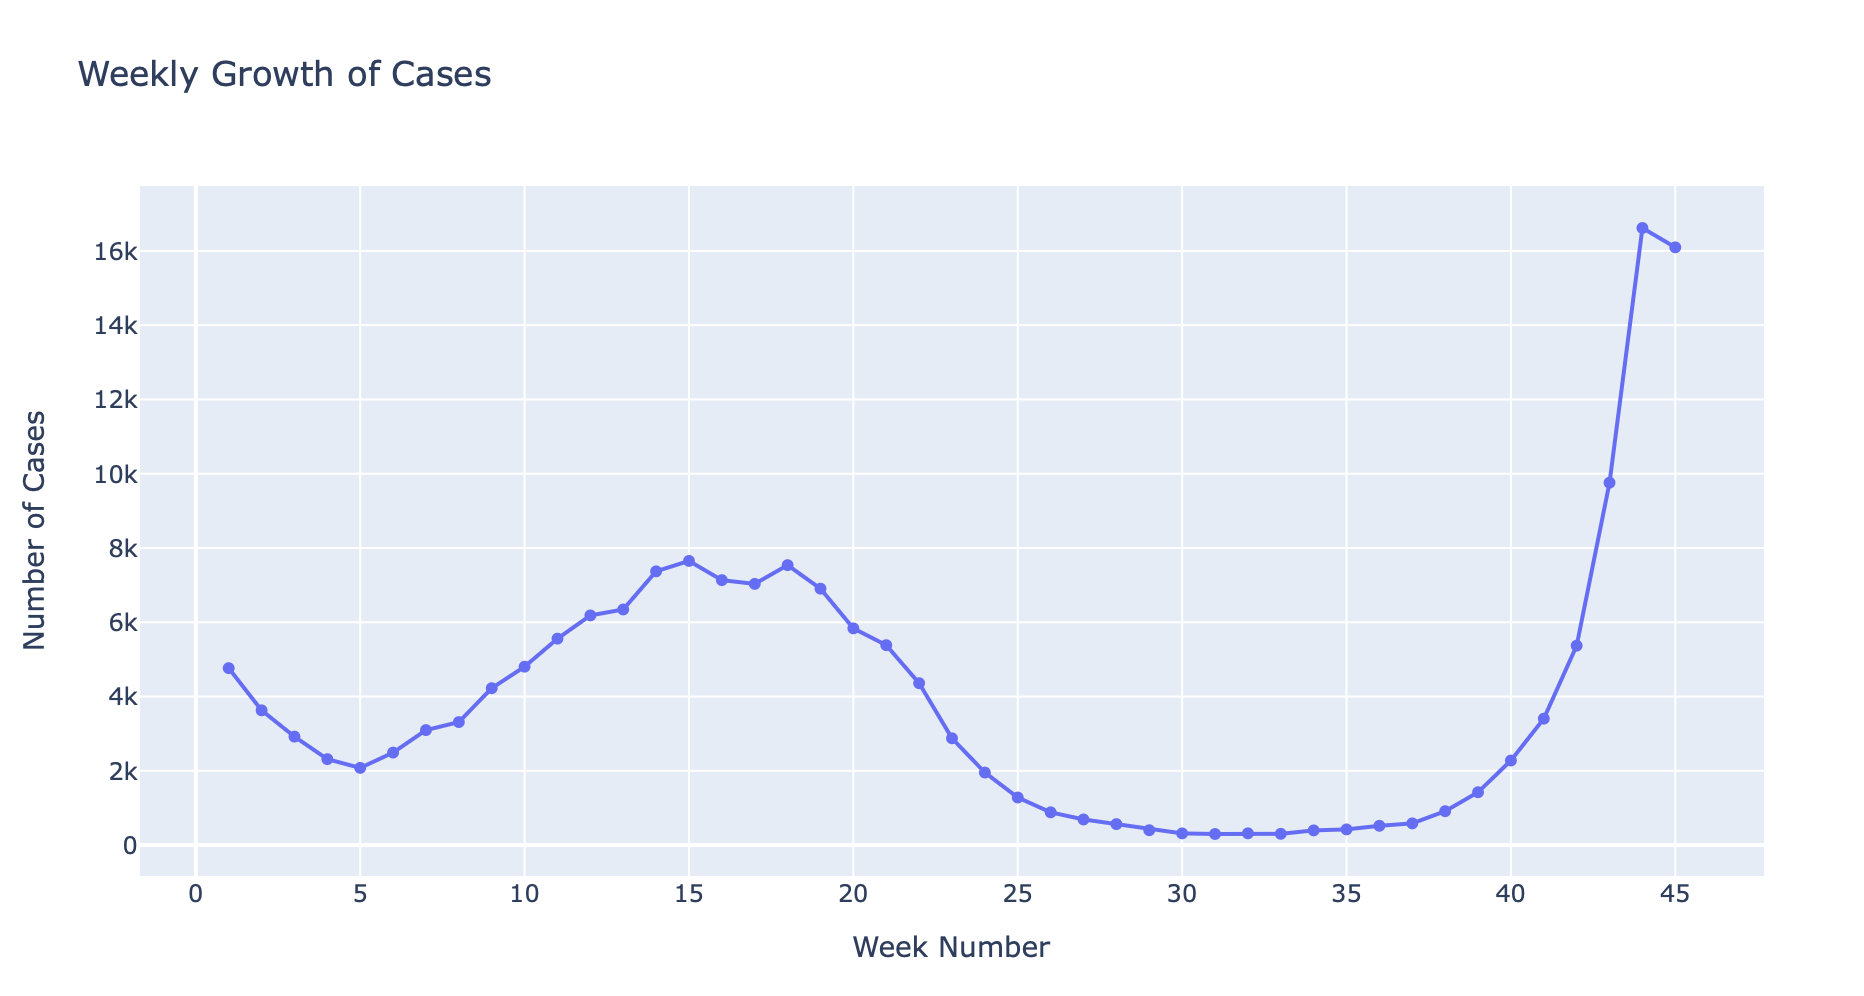 Weekly Growth of Cases
16k
14k
12k
10k
8k
6k
4k
2k
0
Number of Cases
0 5 10 15 20 25 30 35 40 45
Week Number